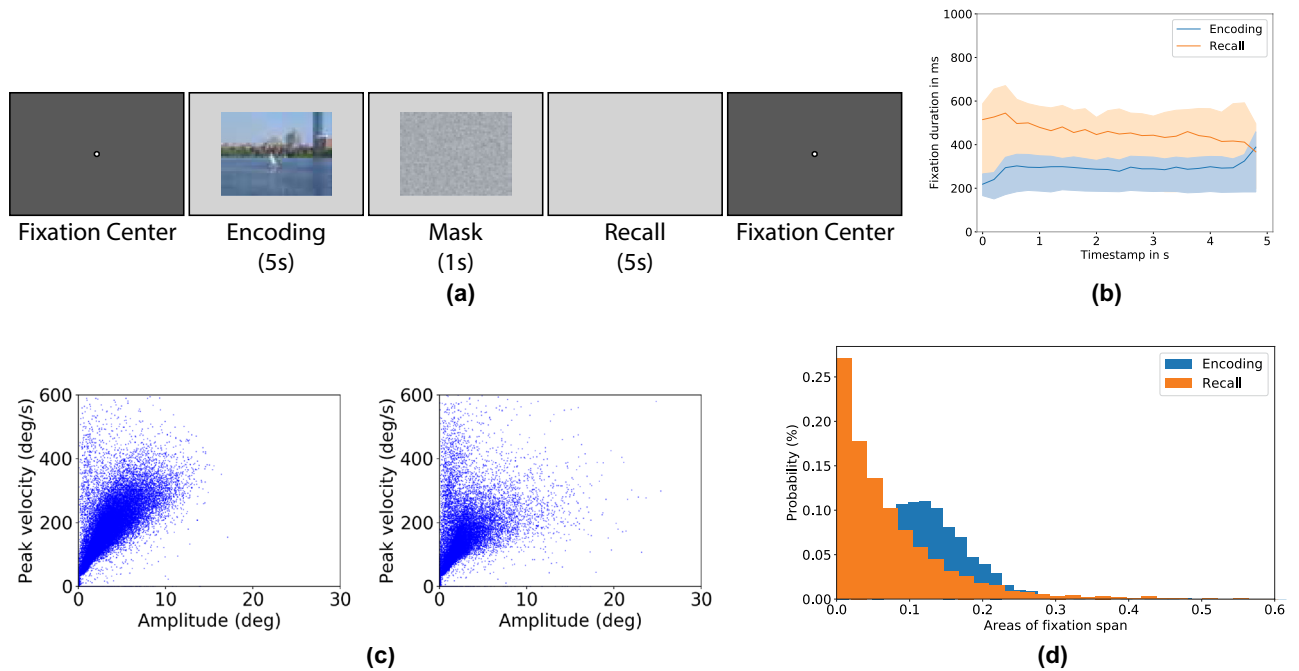 Fixation Center
Encoding
(5s)
Mask
(1s)
Recall
(5s)
Fixation Center
(a)
1000
800
600
400
200
0
Fixation duration in ms
Encoding
Recall
0 1 2 3 4 5
Timestamp in s
(b)
600
400
200
0
Peak velocity (deg/s)
0 10 20 30
Amplitude (deg)
600
400
200
0
Peak velocity (deg/s)
0 10 20 30
Amplitude (deg)
(c)
0.25
0.20
0.15
0.10
0.05
0.00
Probability (%)
Encoding
Recall
0.0 0.1 0.2 0.3 0.4 0.5 0.6
Areas of fixation span
(d)